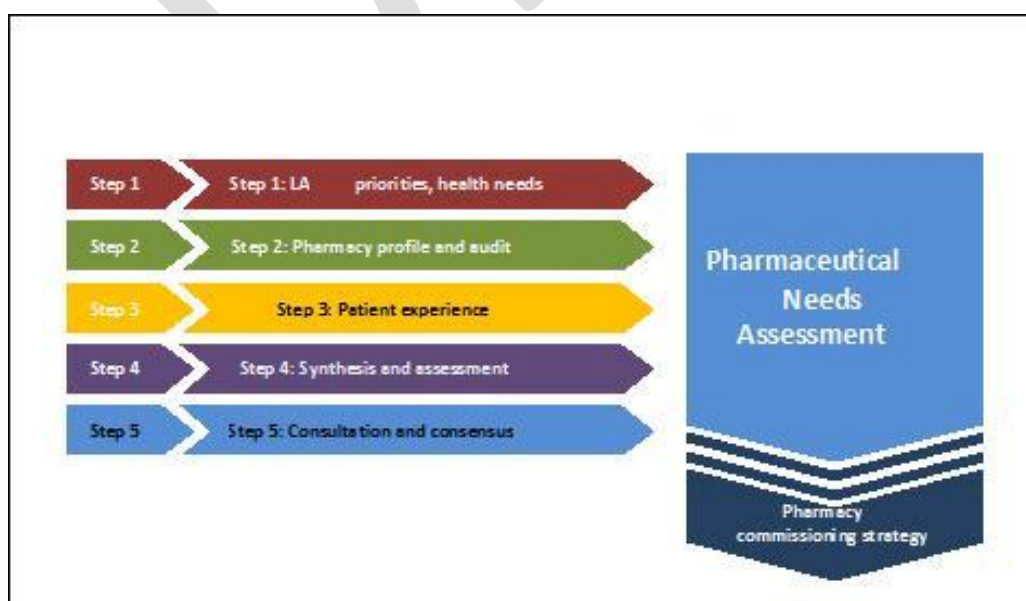 Step 1
Step 1: LA priorities, health needs
Step 2
Step 2: Pharmacy profile and audit
Step 3
Step 3: Patient experience
Step 4
Step 4: Synthesis and assessment
Step 5
Step 5: Consultation and consensus
Pharmaceutical
Needs
Assessment
Pharmacy
commissioning strategy